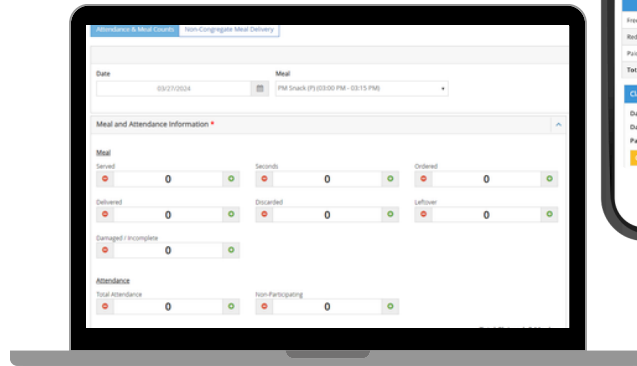 Attendance & Meal Counts Non-Congregate Meal Delivery
Date Meal
03/27/2024 PM Snack (P) (03:00 PM - 03:15 PM)
Meal and Attendance Information *
Meal
Served Seconds Ordered
0 0 0
Delivered Discarded Leftover
0 0 0
Damaged / Incomplete
0
Attendance
Total Attendance Non-Participating
0 0